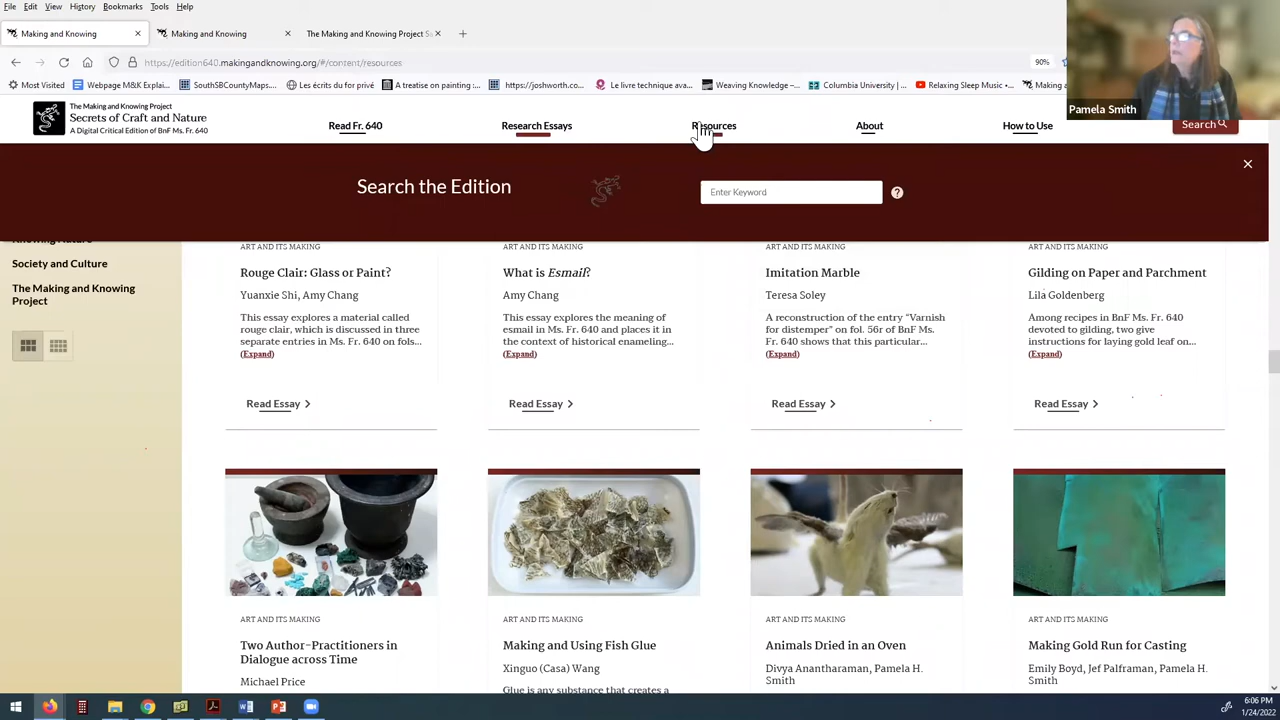 File Edit View History Bookmarks Tools Help
Making and Knowing
Making and Knowing
The Making and Knowing Project
https://edition640.makingandknowing.org/#/content/resources
90%
Most Visited
Webpage M&K Explai...
SouthSBCountyMaps....
Les écrits du for privé
A treatise on painting :...
https://joshworth.co...
Le livre technique ava...
Weaving Knowledge –...
Columbia University |...
Relaxing Sleep Music :...
Making a
Pamela Smith
The Making and Knowing Project
Secrets of Craft and Nature
A Digital Critical Edition of BnF Ms. Fr. 640
Read Fr. 640
Research Essays
Resources
About
How to Use
Search
Search the Edition
Enter Keyword
?
Knowing Nature
Society and Culture
The Making and Knowing
Project
ART AND ITS MAKING
Rouge Clair: Glass or Paint?
Yuanxie Shi, Amy Chang
This essay explores a material called
rouge clair, which is discussed in three
separate entries in Ms. Fr. 640 on fols...
(Expand)
Read Essay
ART AND ITS MAKING
What is Esmail?
Amy Chang
This essay explores the meaning of
esmail in Ms. Fr. 640 and places it in
the context of historical enameling...
(Expand)
Read Essay
ART AND ITS MAKING
Imitation Marble
Teresa Soley
A reconstruction of the entry "Varnish
for distemper" on fol. 56r of BnF Ms.
Fr. 640 shows that this particular...
(Expand)
Read Essay
ART AND ITS MAKING
Gilding on Paper and Parchment
Lila Goldenberg
Among recipes in BnF Ms. Fr. 640
devoted to gilding, two give
instructions for laying gold leaf on...
(Expand)
Read Essay
ART AND ITS MAKING
Two Author-Practitioners in
Dialogue across Time
Michael Price
ART AND ITS MAKING
Making and Using Fish Glue
Xinguo (Casa) Wang
Glue is any substance that creates a
ART AND ITS MAKING
Animals Dried in an Oven
Divya Anantharaman, Pamela H.
Smith
ART AND ITS MAKING
Making Gold Run for Casting
Emily Boyd, Jef Palframan, Pamela H.
Smith
6:06 PM
1/24/2022